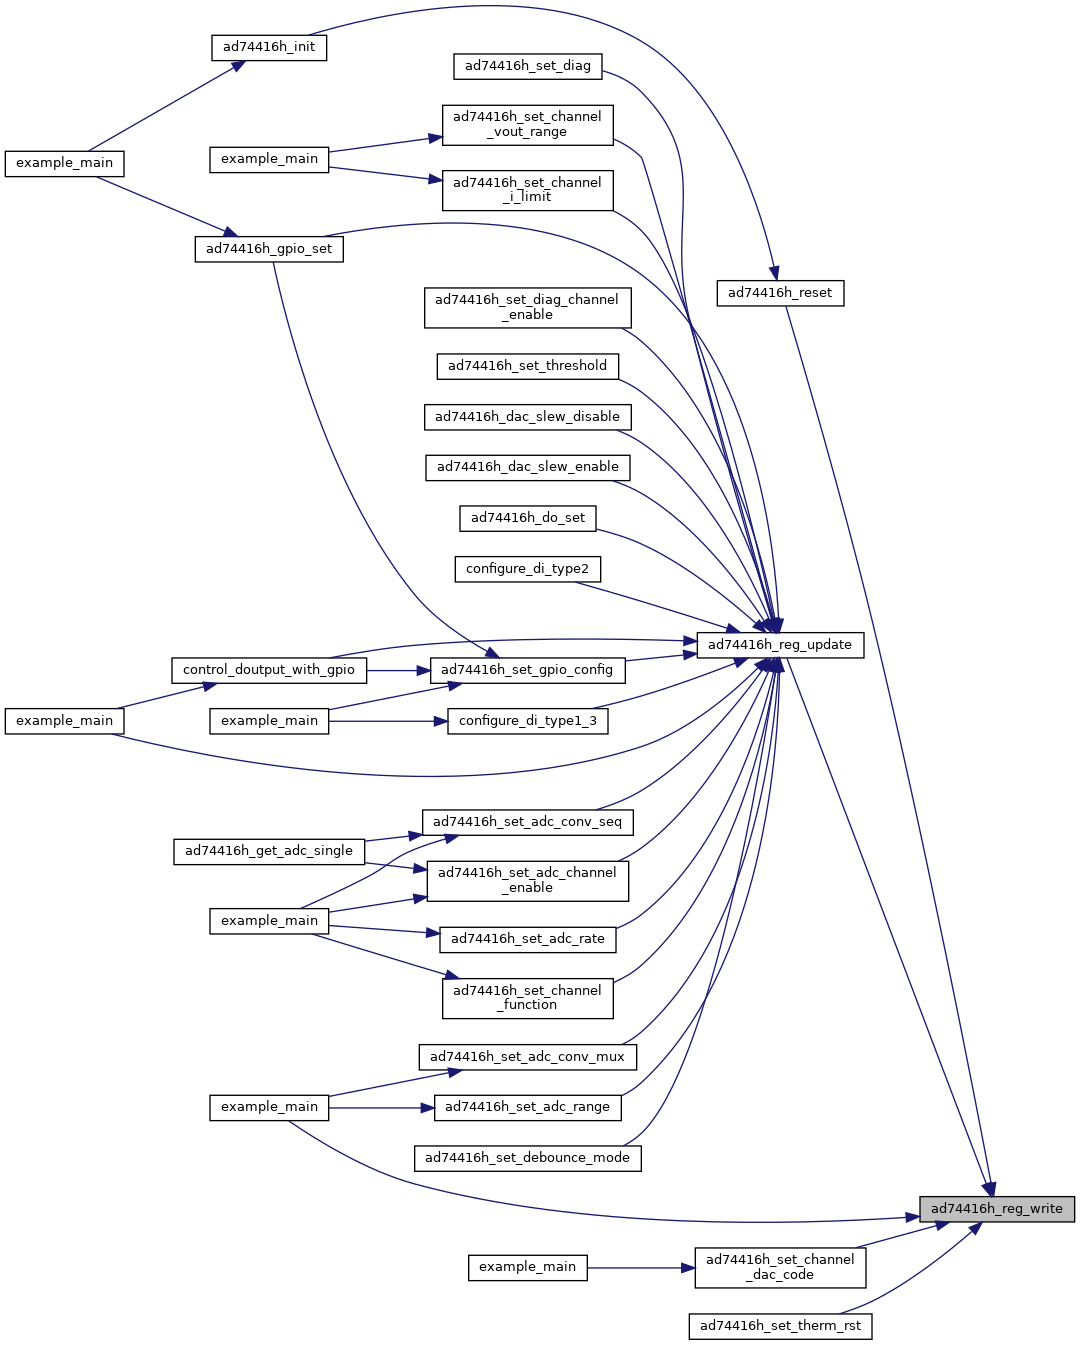 ad74416h_init
ad74416h_set_diag
ad74416h_set_channel
_vout_range
example_main
example_main
ad74416h_set_channel
_i_limit
ad74416h_gpio_set
ad74416h_reset
ad74416h_set_diag_channel
_enable
ad74416h_set_threshold
ad74416h_dac_slew_disable
ad74416h_dac_slew_enable
ad74416h_do_set
configure_di_type2
ad74416h_reg_update
control_doutput_with_gpio
ad74416h_set_gpio_config
example_main
example_main
configure_di_type1_3
ad74416h_set_adc_conv_seq
ad74416h_get_adc_single
ad74416h_set_adc_channel
_enable
example_main
ad74416h_set_adc_rate
ad74416h_set_channel
_function
ad74416h_set_adc_conv_mux
example_main
ad74416h_set_adc_range
ad74416h_set_debounce_mode
ad74416h_reg_write
example_main
ad74416h_set_channel
_dac_code
ad74416h_set_therm_rst